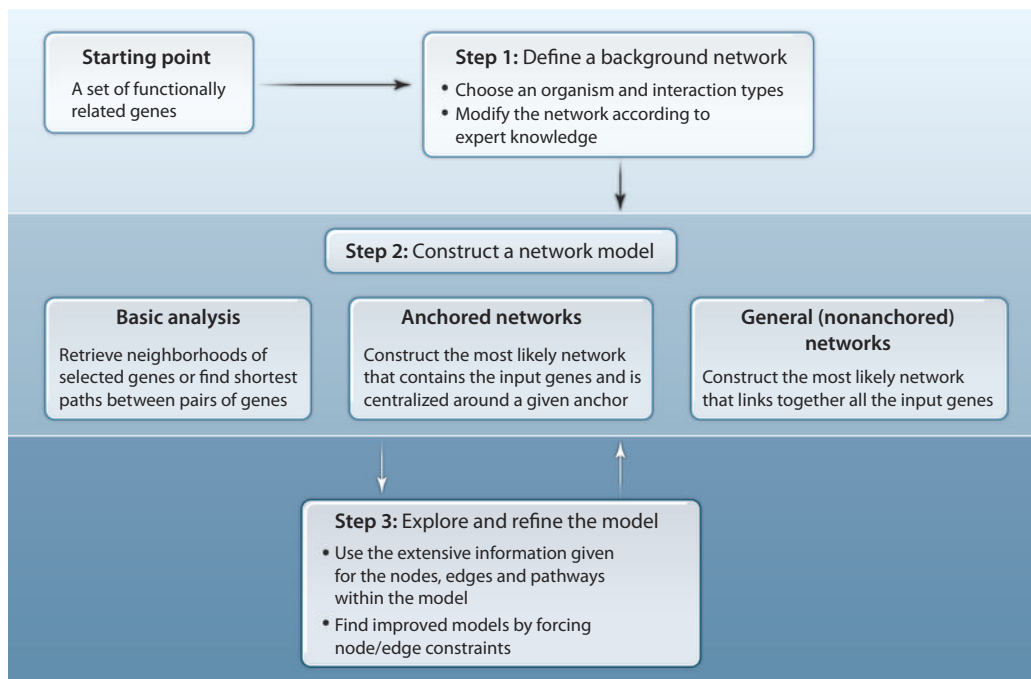 Starting point
A set of functionally
related genes
Step 1: Define a background network
• Choose an organism and interaction types
• Modify the network according to
expert knowledge
Step 2: Construct a network model
Basic analysis
Retrieve neighborhoods of
selected genes or find shortest
paths between pairs of genes
Anchored networks
Construct the most likely network
that contains the input genes and is
centralized around a given anchor
General (nonanchored)
networks
Construct the most likely network
that links together all the input genes
Step 3: Explore and refine the model
• Use the extensive information given
for the nodes, edges and pathways
within the model
• Find improved models by forcing
node/edge constraints